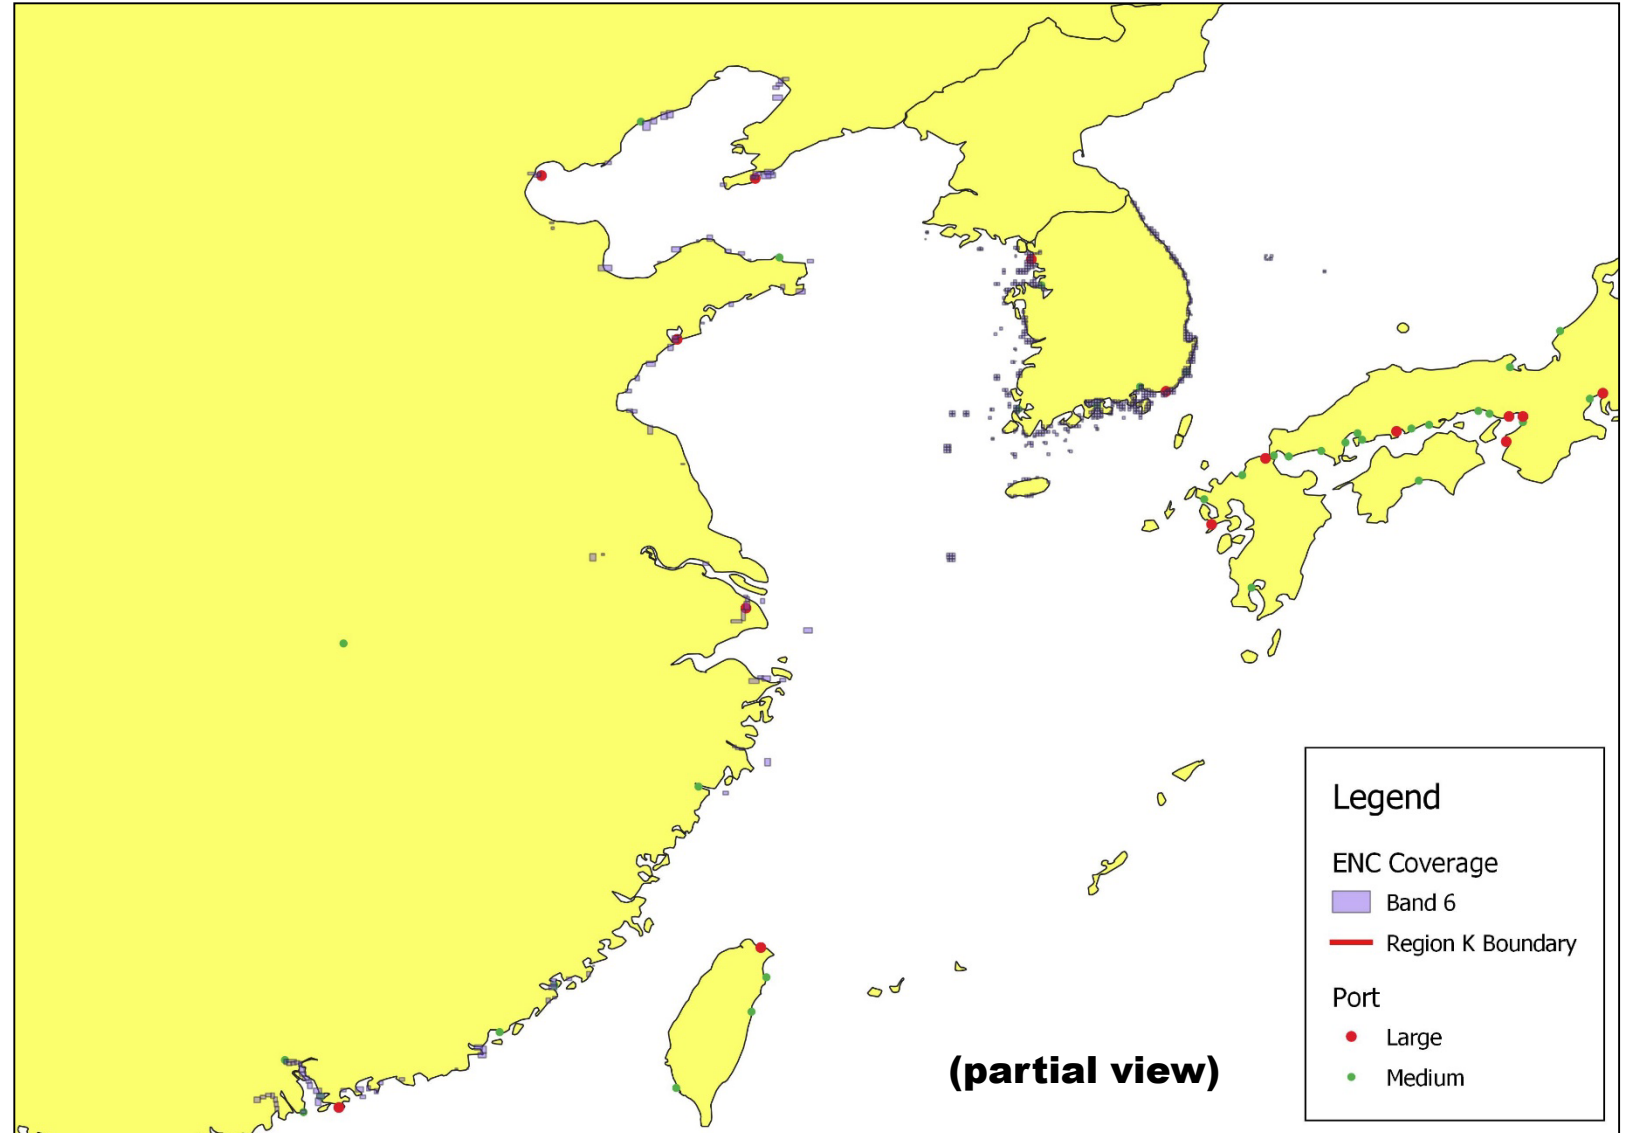 Legend
ENC Coverage
Band 6
Region K Boundary
Port
Large
Medium
(partial view)